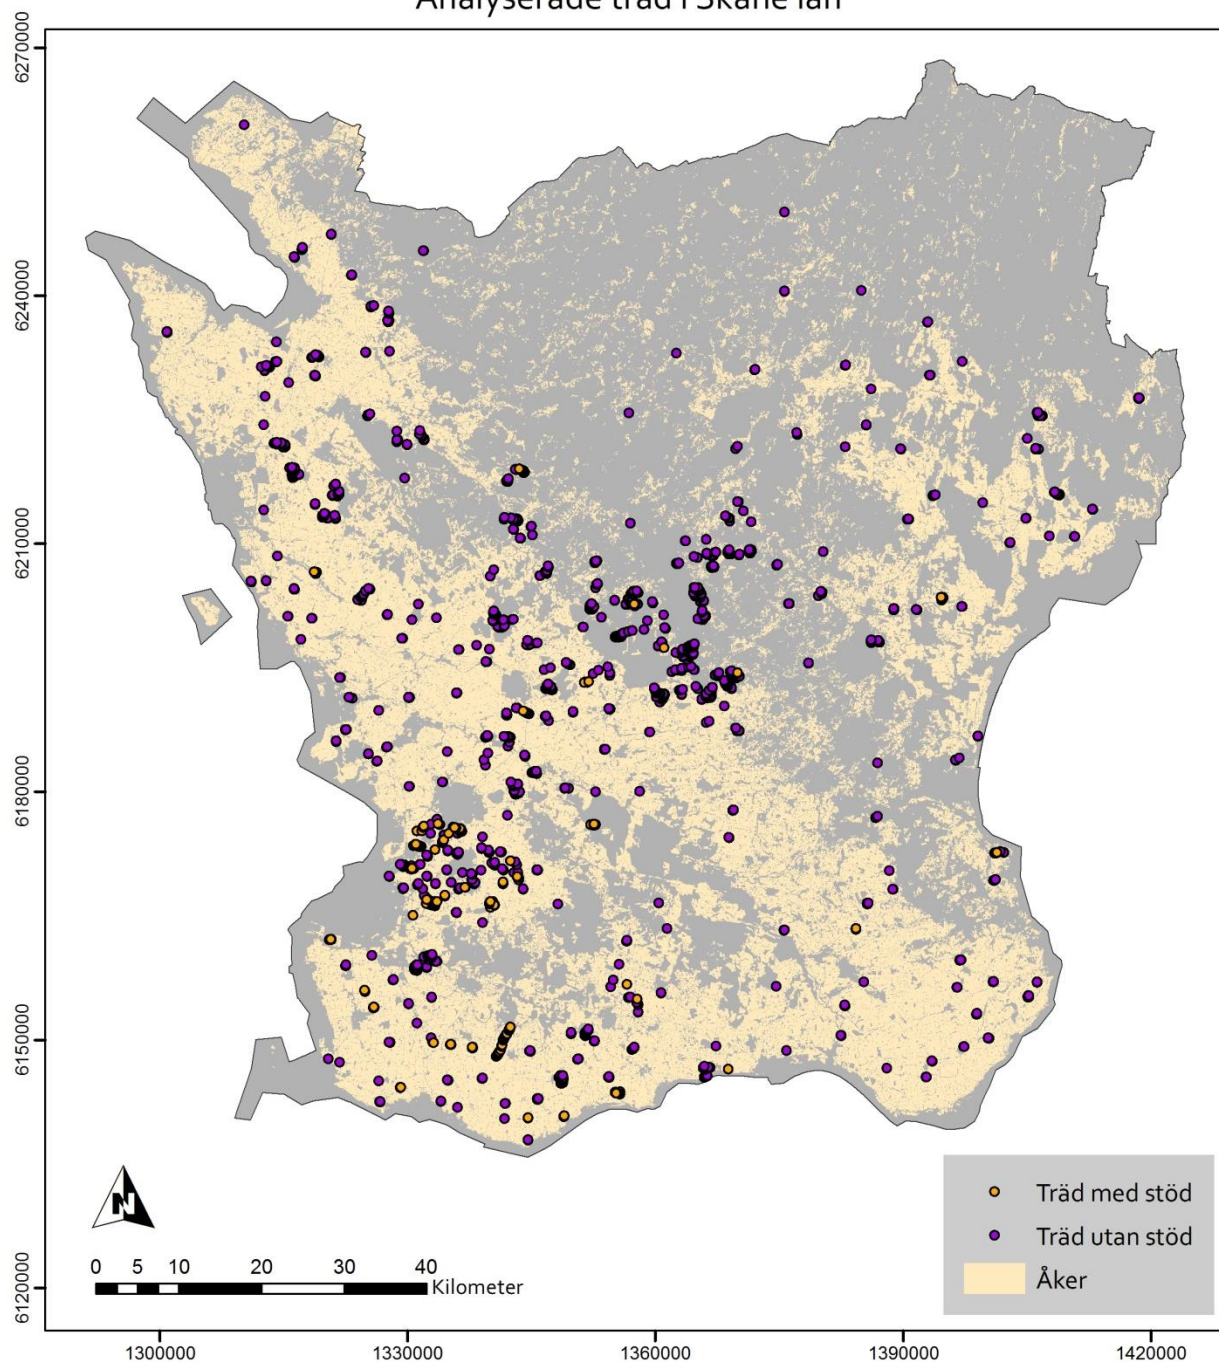 Analyserade träd i Skåne län
6270000
6240000
6210000
6180000
6150000
6120000
N
0 5 10 20 30 40
Kilometer
Träd med stöd
Träd utan stöd
Åker
1300000 1330000 1360000 1390000 1420000